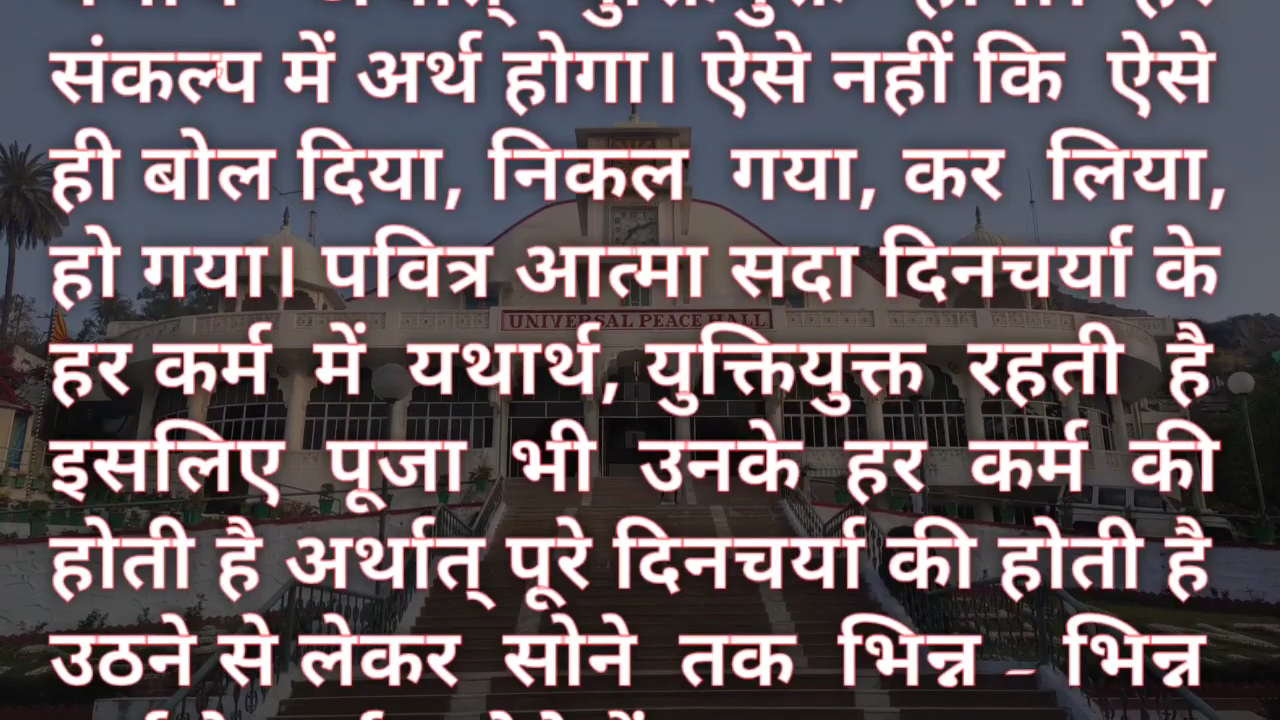 संकल्प में अर्थ होगा। ऐसे नहीं कि ऐसे
ही बोल दिया, निकल गया, कर लिया,
हो गया। पवित्र आत्मा सदा दिनचर्या के
UNIVERSAL PEACE HALL
हर कर्म में यथार्थ, युक्तियुक्त रहती है
इसलिए पूजा भी उनके हर कर्म की
होती है अर्थात् पूरे दिनचर्या की होती है
उठने से लेकर सोने तक भिन्न - भिन्न